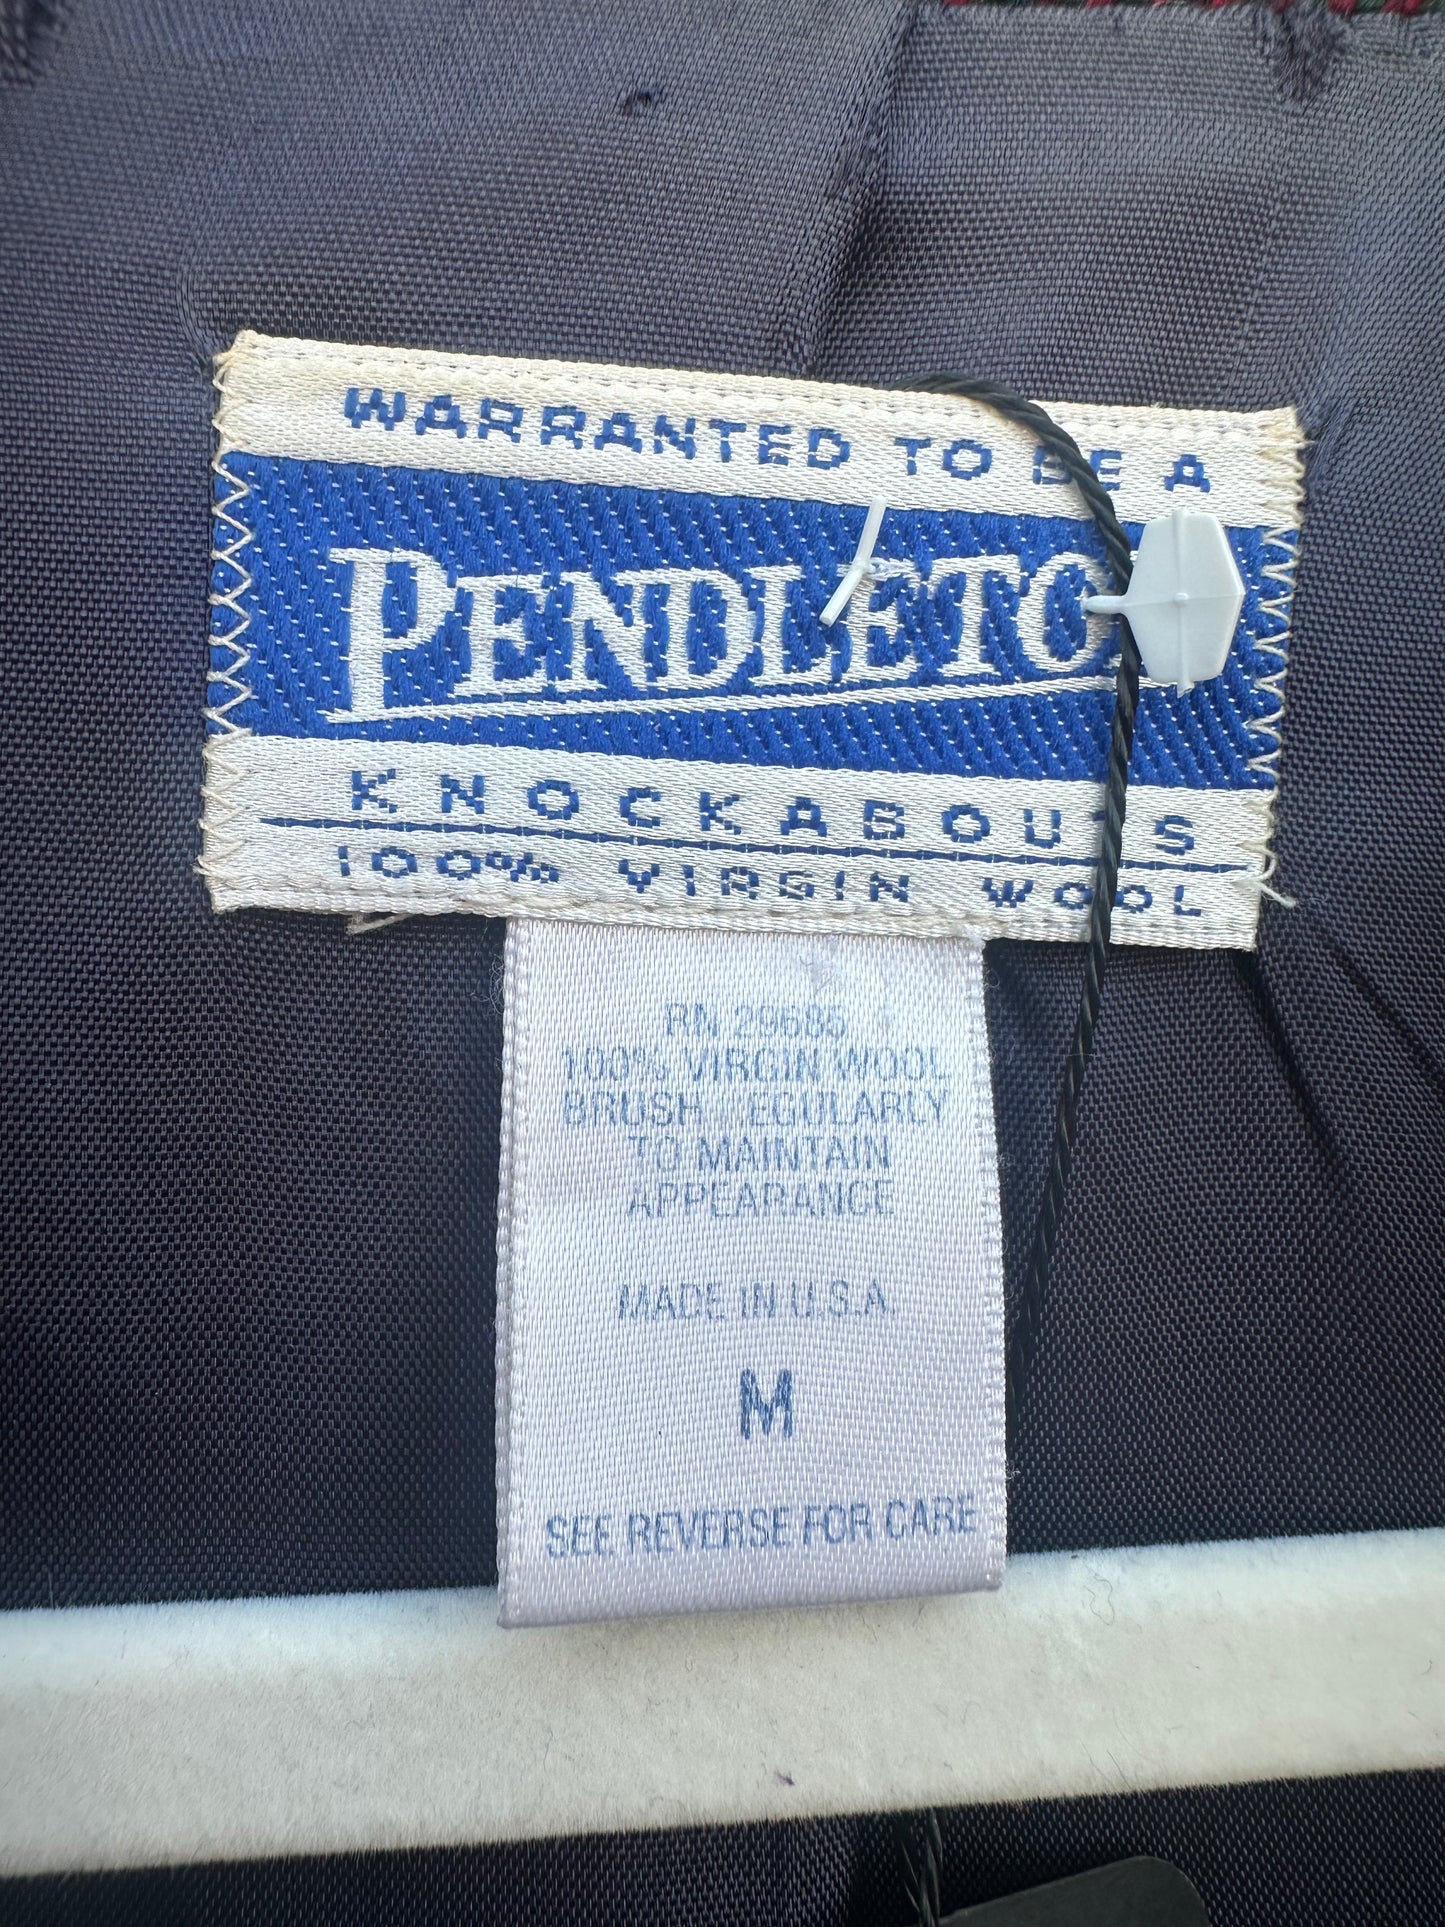 WARRANTED TO BE A
PENDLETON
KNOCKABOUTS
100% VIRGIN WOOL
RN 29685
100% VIRGIN WOOL
BRUSH REGULARLY
TO MAINTAIN
APPEARANCE
MADE IN U.S.A.
M
SEE REVERSE FOR CARE